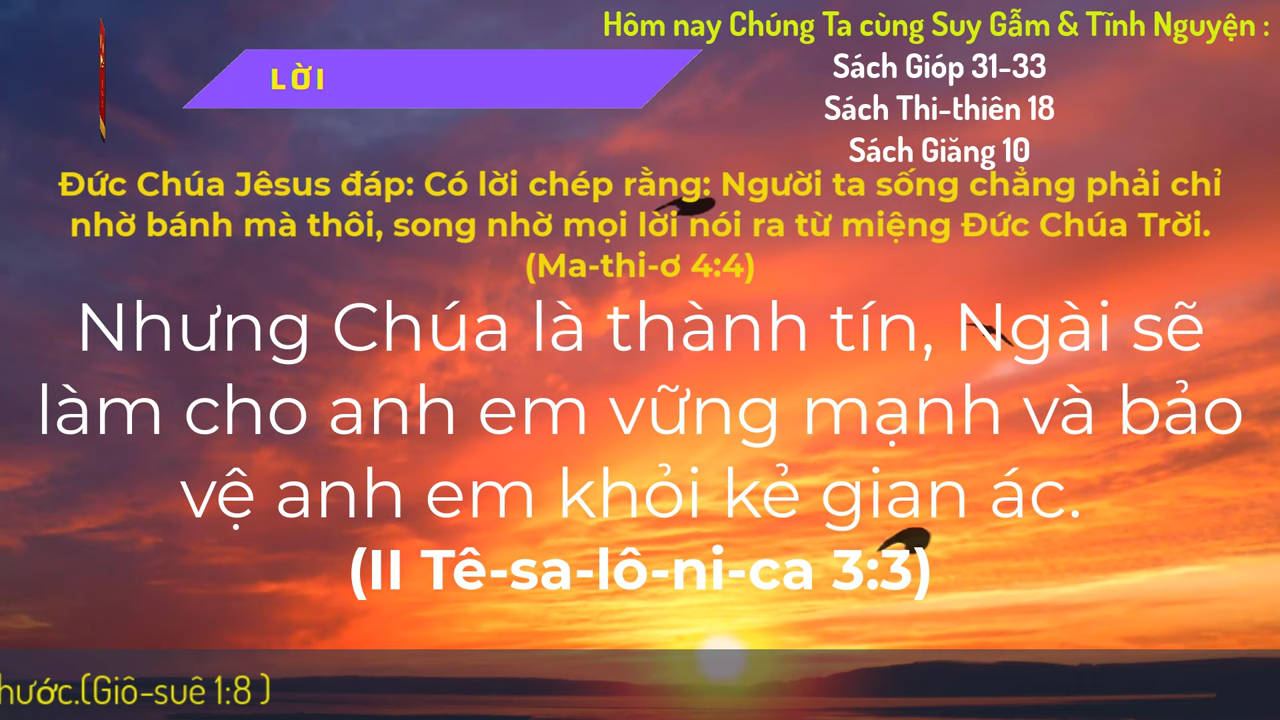 Hôm nay Chúng Ta cùng Suy Gẫm & Tĩnh Nguyện :
Sách Gióp 31-33
Sách Thi-thiên 18
Sách Giăng 10
LỜI
Đức Chúa Jêsus đáp: Có lời chép rằng: Người ta sống chẳng phải chỉ
nhờ bánh mà thôi, song nhờ mọi lời nói ra từ miệng Đức Chúa Trời.
(Ma-thi-ơ 4:4)
Nhưng Chúa là thành tín, Ngài sẽ
làm cho anh em vững mạnh và bảo
vệ anh em khỏi kẻ gian ác.
(II Tê-sa-lô-ni-ca 3:3)
hước.(Giô-suê 1:8 )